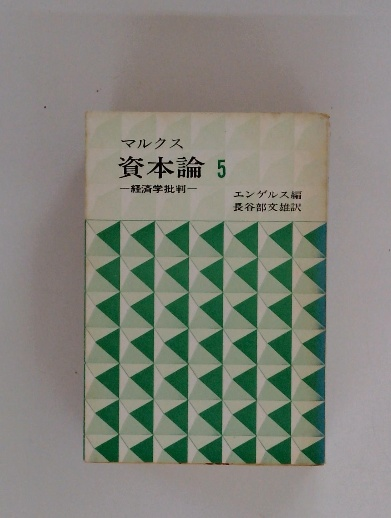 マルクス
資本論 5
―経済学批判―
エンゲルス編
長谷部文雄訳